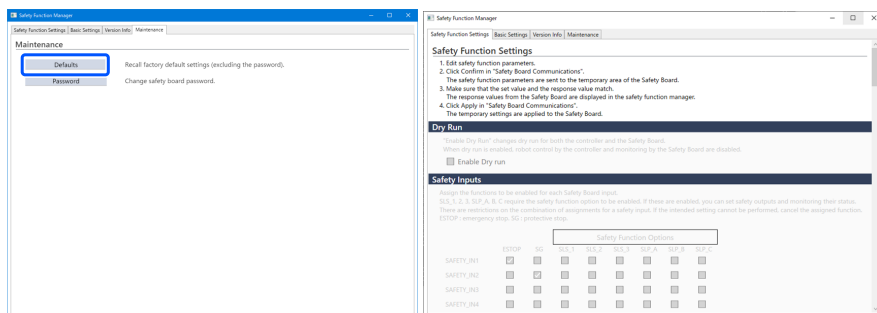 Safety Function Manager
Safety Function Settings Basic Settings Version Info Maintenance
Maintenance
Defaults Recall factory default settings (excluding the password).
Password Change safety board password.
Safety Function Manager
Safety Function Settings Basic Settings Version Info Maintenance
Safety Function Settings
1. Edit safety function parameters.
2. Click Confirm in "Safety Board Communications".
The safety function parameters are sent to the temporary area of the Safety Board.
3. Make sure that the set value and the response value match.
The response values from the Safety Board are displayed in the safety function manager.
4. Click Apply in "Safety Board Communications".
The temporary settings are applied to the Safety Board.
Dry Run
"Enable Dry Run" changes dry run for both the controller and the Safety Board.
When dry run is enabled, robot control by the controller and monitoring by the Safety Board are disabled.
Enable Dry run
Safety Inputs
Assign the functions to be enabled for each Safety Board input.
SLS_1, 2, 3, SLP_A, B, C require the safety function option to be enabled. If these are enabled, you can set safety outputs and monitoring their status.
There are restrictions on the combination of assignments for a safety input. If the intended setting cannot be performed, cancel the assigned function.
ESTOP : emergency stop, SG : protective stop.
Safety Function Options
ESTOP SG SLS_1 SLS_2 SLS_3 SLP_A SLP_B SLP_C
SAFETY_IN1
SAFETY_IN2
SAFETY_IN3
SAFETY_IN4